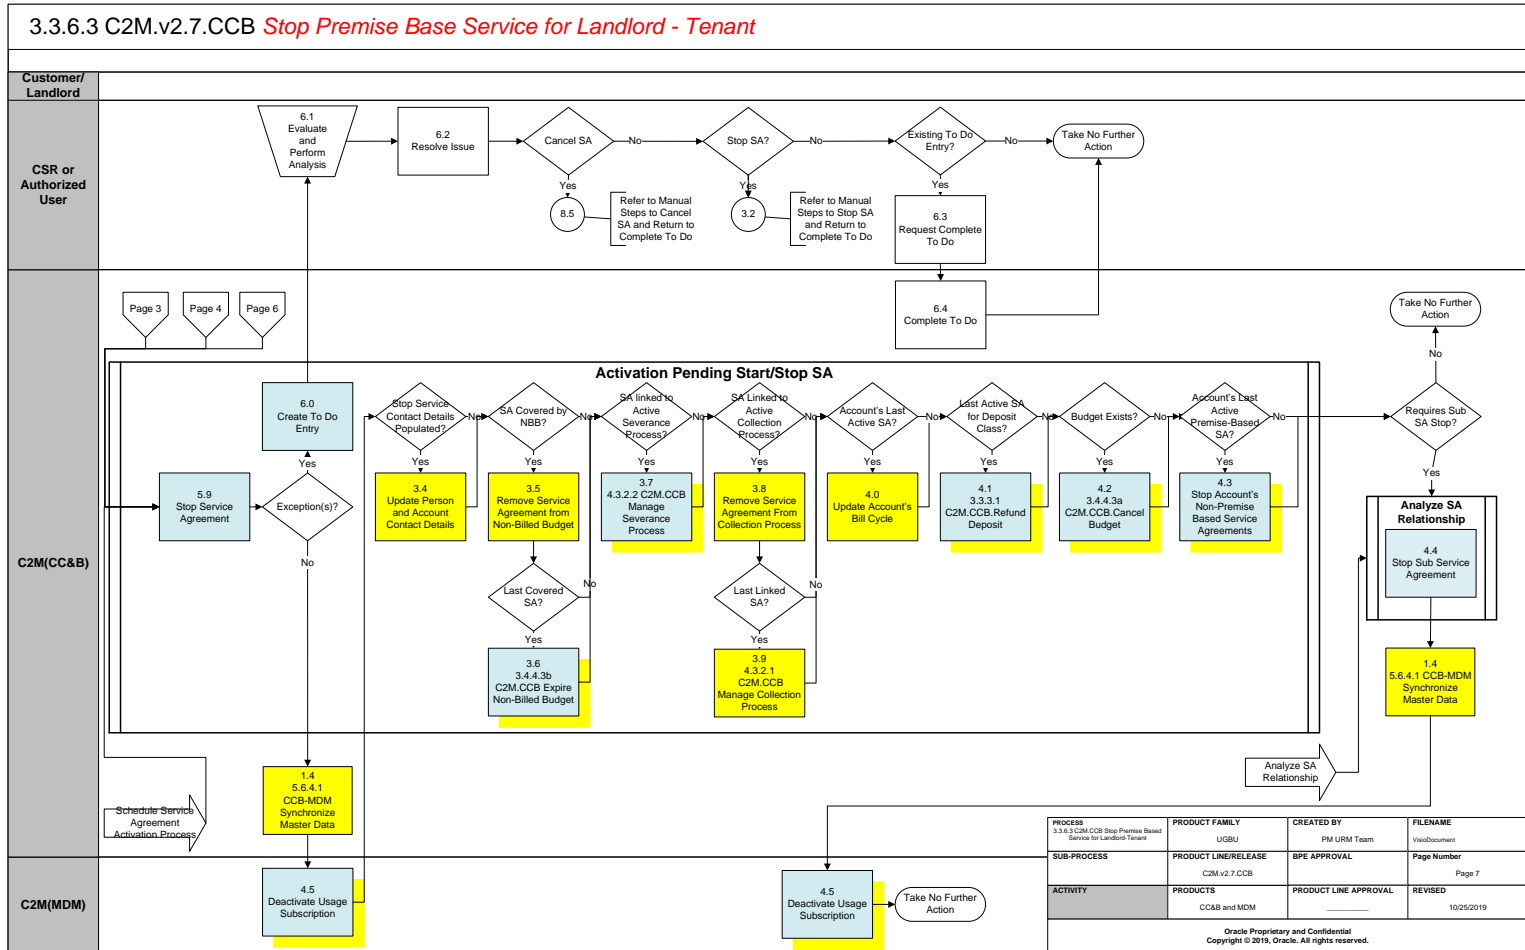 3.3.6.3 C2M.v2.7.CCB Stop Premise Base Service for Landlord - Tenant
Customer/
Landlord
CSR or
Authorized
User
6.1
Evaluate
and
Perform
Analysis
6.2
Resolve Issue
Cancel SA
No
Yes
8.5
Refer to Manual
Steps to Cancel
SA and Return to
Complete To Do
Stop SA?
No
Yes
3.2
Refer to Manual
Steps to Stop SA
and Return to
Complete To Do
Existing To Do
Entry?
No
Yes
6.3
Request Complete
To Do
Take No Further
Action
C2M(CC&B)
Page 3
Page 4
Page 6
6.4
Complete To Do
Take No Further
Action
No
Activation Pending Start/Stop SA
6.0
Create To Do
Entry
Yes
5.9
Stop Service
Agreement
Exception(s)?
No
Stop Service
Contact Details
Populated?
No
Yes
3.4
Update Person
and Account
Contact Details
SA Covered by
NBB?
No
Yes
3.5
Remove Service
Agreement from
Non-Billed Budget
Last Covered
SA?
No
Yes
3.6
3.4.4.3b
C2M.CCB Expire
Non-Billed Budget
SA linked to
Active
Severance
Process?
No
Yes
3.7
4.3.2.2 C2M.CCB
Manage
Severance
Process
SA Linked to
Active
Collection
Process?
No
Yes
3.8
Remove Service
Agreement From
Collection Process
Last Linked
SA?
No
Yes
3.9
4.3.2.1
C2M.CCB
Manage Collection
Process
Account's Last
Active SA?
No
Yes
4.0
Update Account's
Bill Cycle
Last Active SA
for Deposit
Class?
No
Yes
4.1
3.3.3.1
C2M.CCB.Refund
Deposit
Budget Exists?
No
Yes
4.2
3.4.4.3a
C2M.CCB.Cancel
Budget
Account's Last
Active
Premise-Based
SA?
No
Yes
4.3
Stop Account's
Non-Premise
Based Service
Agreements
Requires Sub
SA Stop?
Yes
Analyze SA
Relationship
4.4
Stop Sub Service
Agreement
1.4
5.6.4.1 CCB-MDM
Synchronize
Master Data
Analyze SA
Relationship
Schedule Service
Agreement
Activation Process
1.4
5.6.4.1
CCB-MDM
Synchronize
Master Data
C2M(MDM)
4.5
Deactivate Usage
Subscription
4.5
Deactivate Usage
Subscription
Take No Further
Action
PROCESS
3.3.6.3 C2M.CCB Stop Premise Based
Service for Landlord-Tenant
PRODUCT FAMILY
UGBU
CREATED BY
PM URM Team
FILENAME
VisioDocument
SUB-PROCESS
PRODUCT LINE/RELEASE
C2M.v2.7.CCB
BPE APPROVAL
Page Number
Page 7
ACTIVITY
PRODUCTS
CC&B and MDM
PRODUCT LINE APPROVAL
___________
REVISED
10/25/2019
Oracle Proprietary and Confidential
Copyright © 2019, Oracle. All rights reserved.